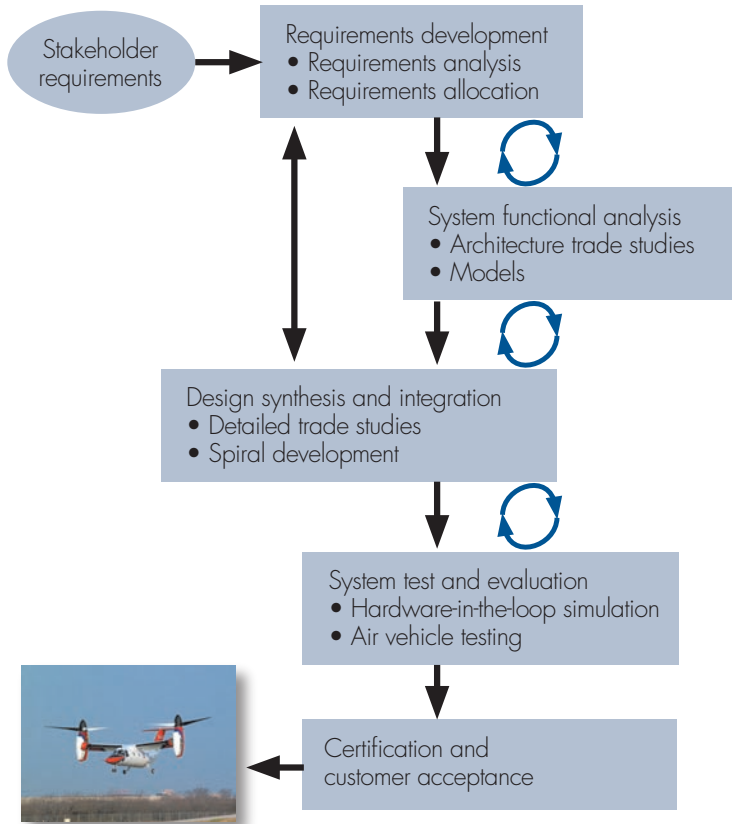 Stakeholder
requirements
Requirements development
• Requirements analysis
• Requirements allocation
System functional analysis
• Architecture trade studies
• Models
Design synthesis and integration
• Detailed trade studies
• Spiral development
System test and evaluation
• Hardware-in-the-loop simulation
• Air vehicle testing
Certification and
customer acceptance